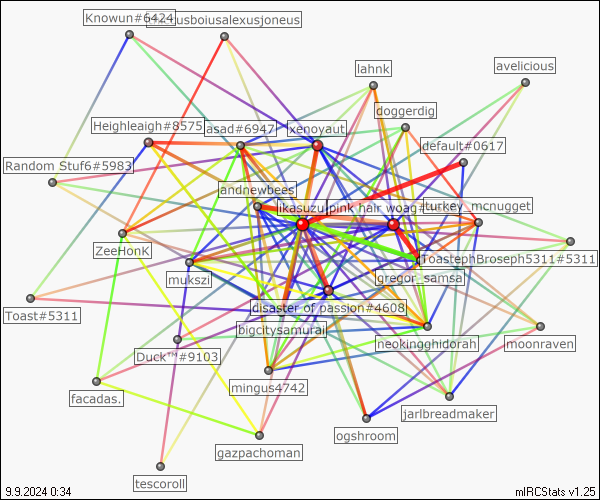 Knowun#6424
usboiusalexusjoneus
lahnk
avelicious
doggerdig
Heighleaigh#8575
asad#6947
xenoyaut
default#0617
Random Stuf6#5983
andnewbees
ikasuzu
pink hair woag
turkey_mcnugget
ZeeHonK
ToastephBroseph5311#5311
mukszi
gregor_samsa
Toast#5311
disaster of passion#4608
bigcitysamurai
neokingghidorah
moonraven
Duck™#9103
mingus4742
facadas.
jarlbreadmaker
ogshroom
gazpachoman
tescoroll
9.9.2024 0:34
mIRCStats v1.25